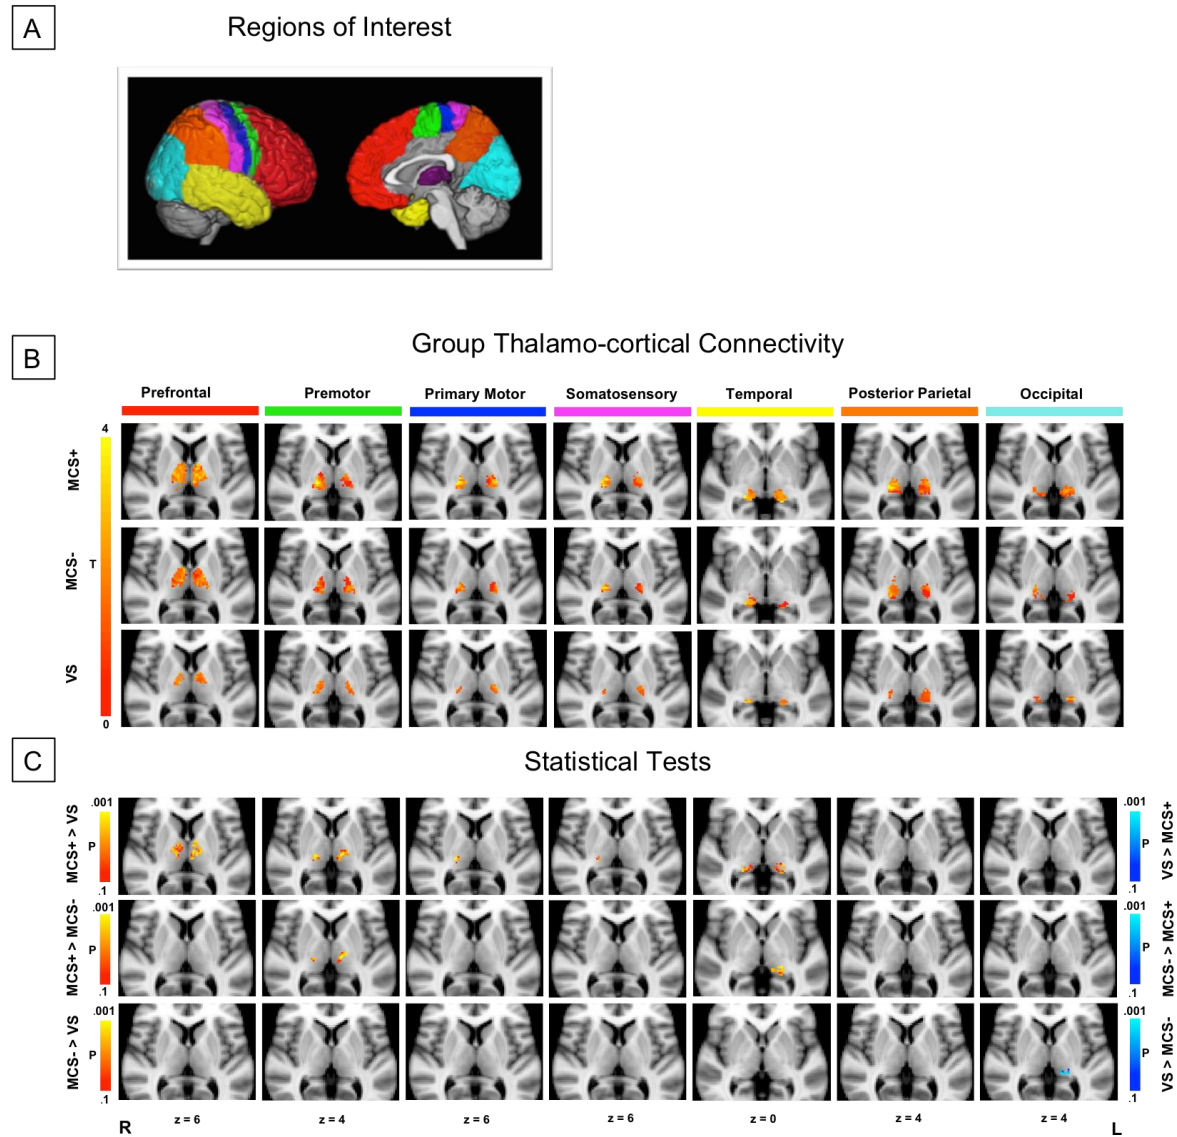 A
Regions of Interest
B
Group Thalamo-cortical Connectivity
Prefrontal
Premotor
Primary Motor
Somatosensory
Temporal
Posterior Parietal
Occipital
4
T
0
MCS+
MCS-
VS
C
Statistical Tests
MCS+ > VS
.001
P
.1
.001
P
.1
VS > MCS+
MCS+ > MCS-
.001
P
.1
.001
P
.1
MCS- > MCS+
MCS- > VS
.001
P
.1
.001
P
.1
VS > MCS-
R
z = 6
z = 4
z = 6
z = 6
z = 0
z = 4
z = 4
L